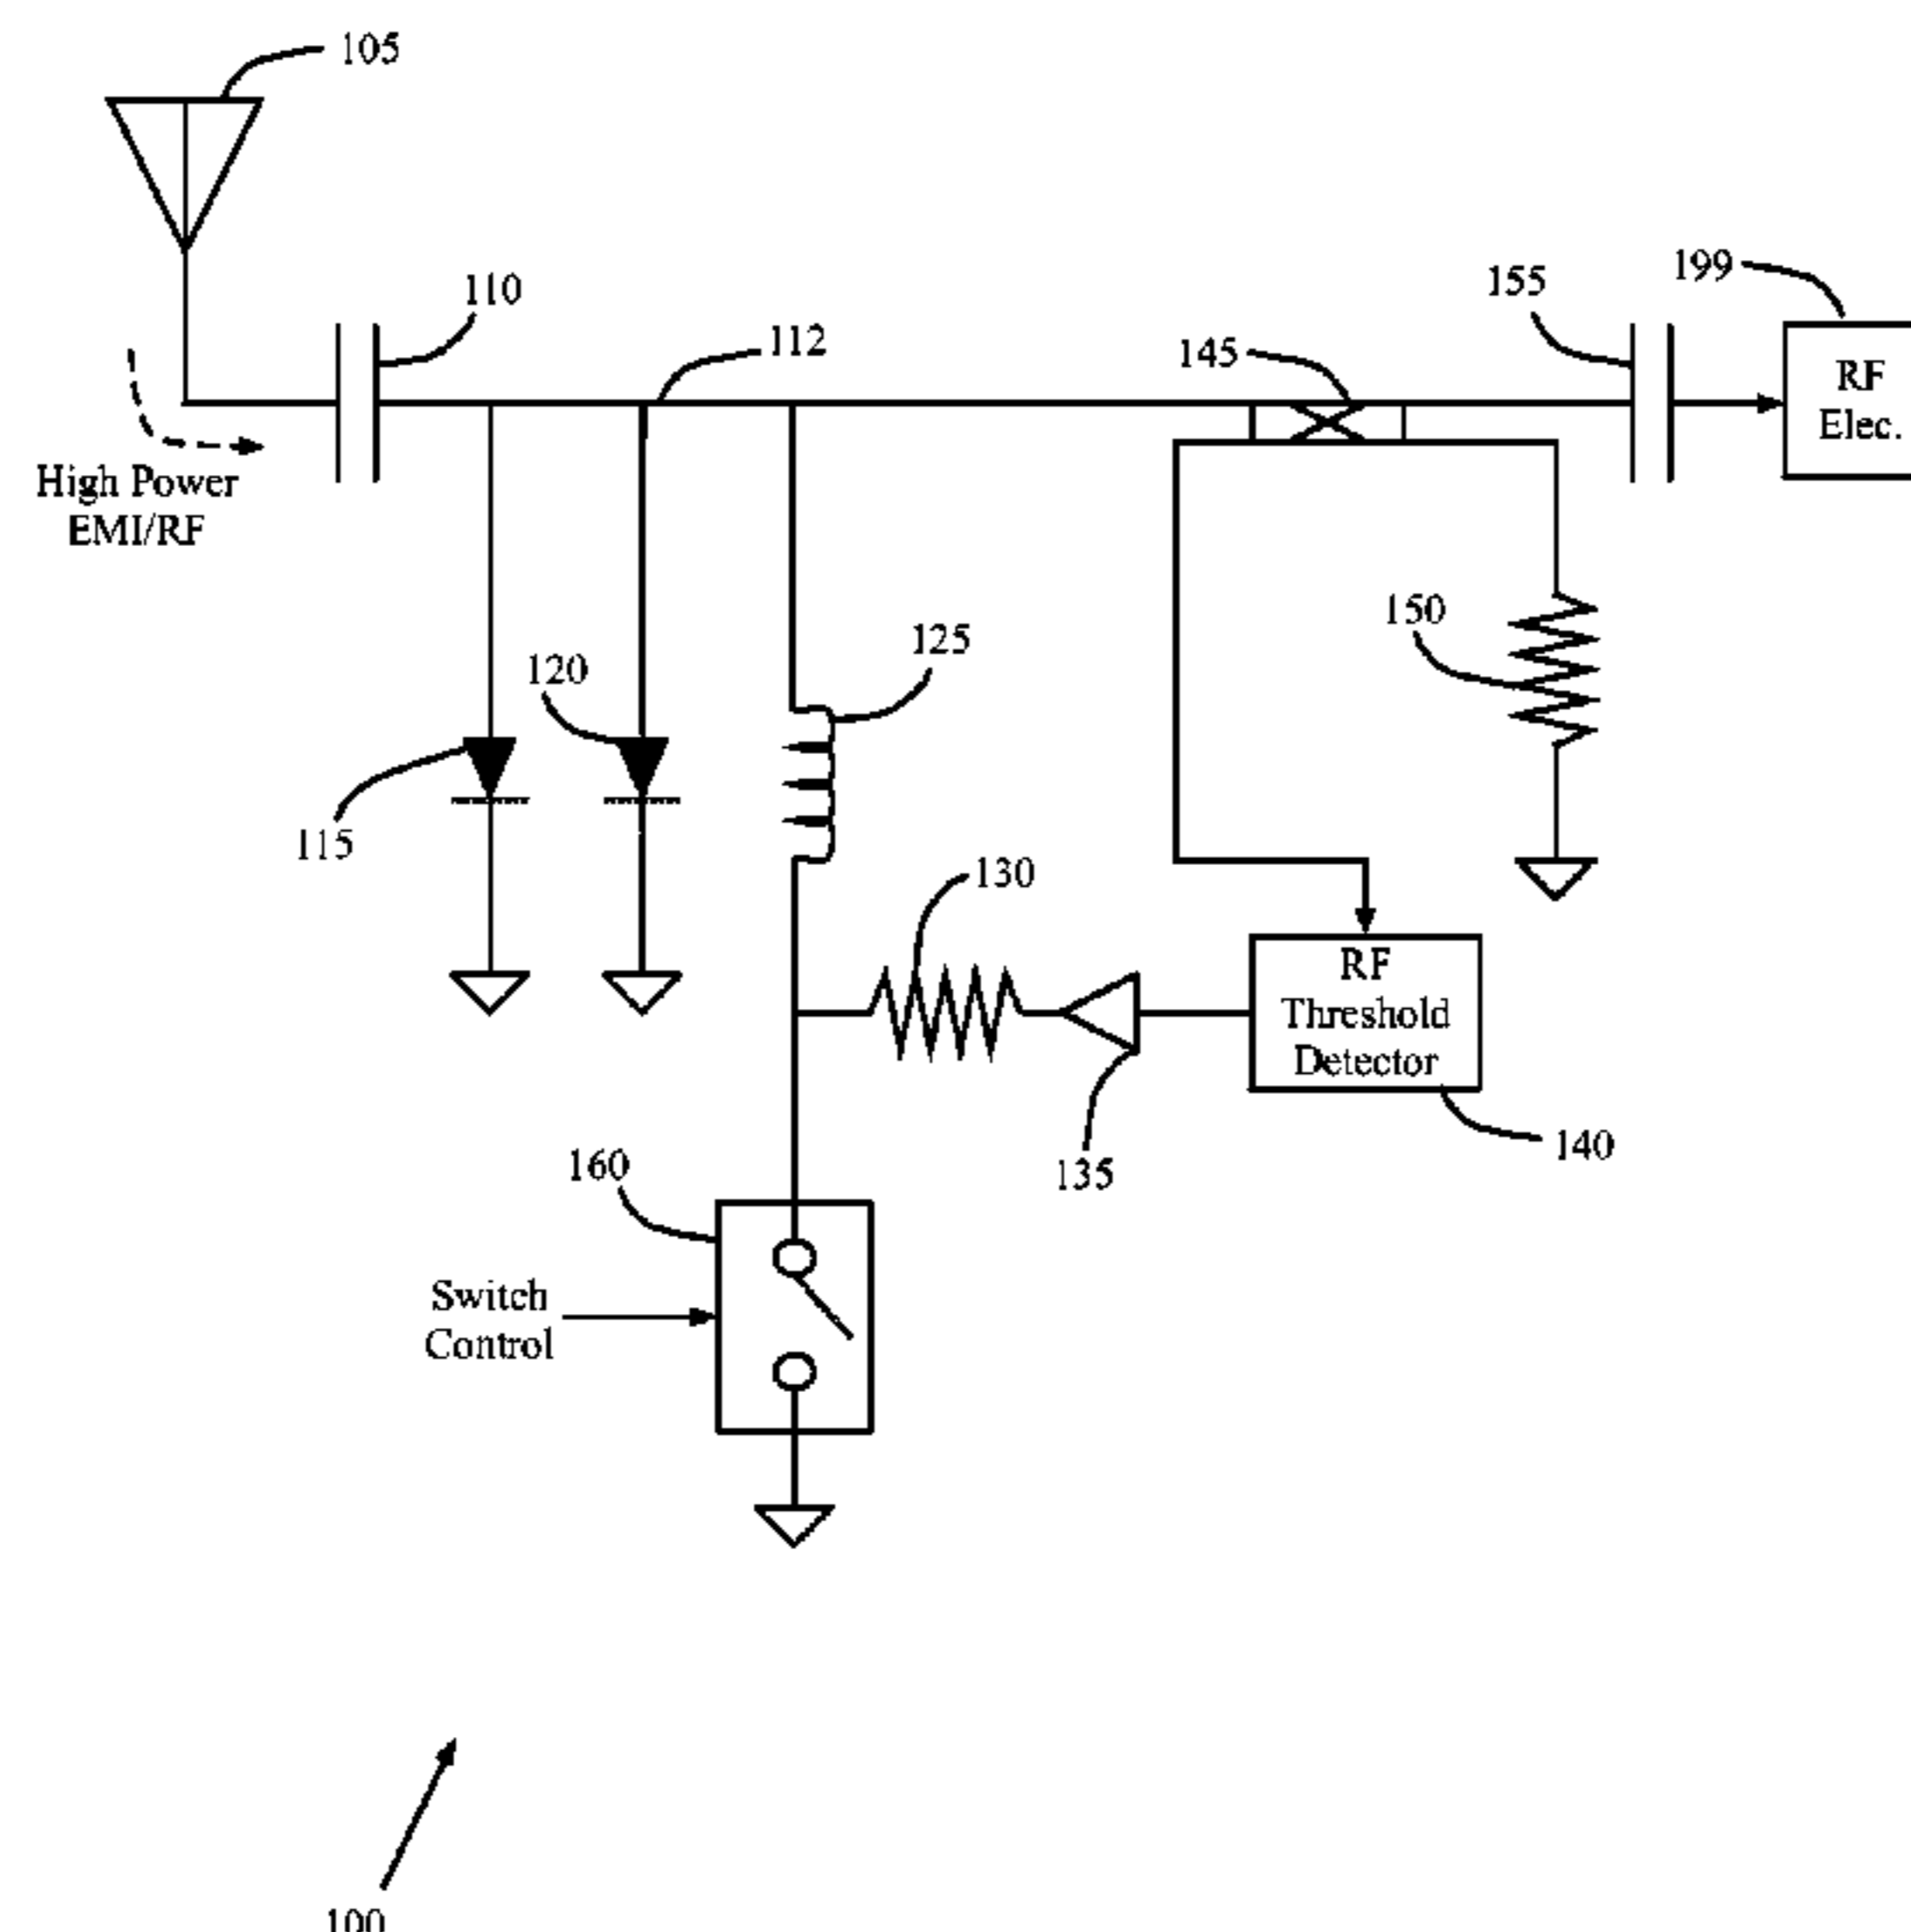 105
110
112
145
155
199
RF
Elec.
High Power
EMI/RF
120
125
150
115
130
RF
Threshold
Detector
135
140
160
Switch
Control
100